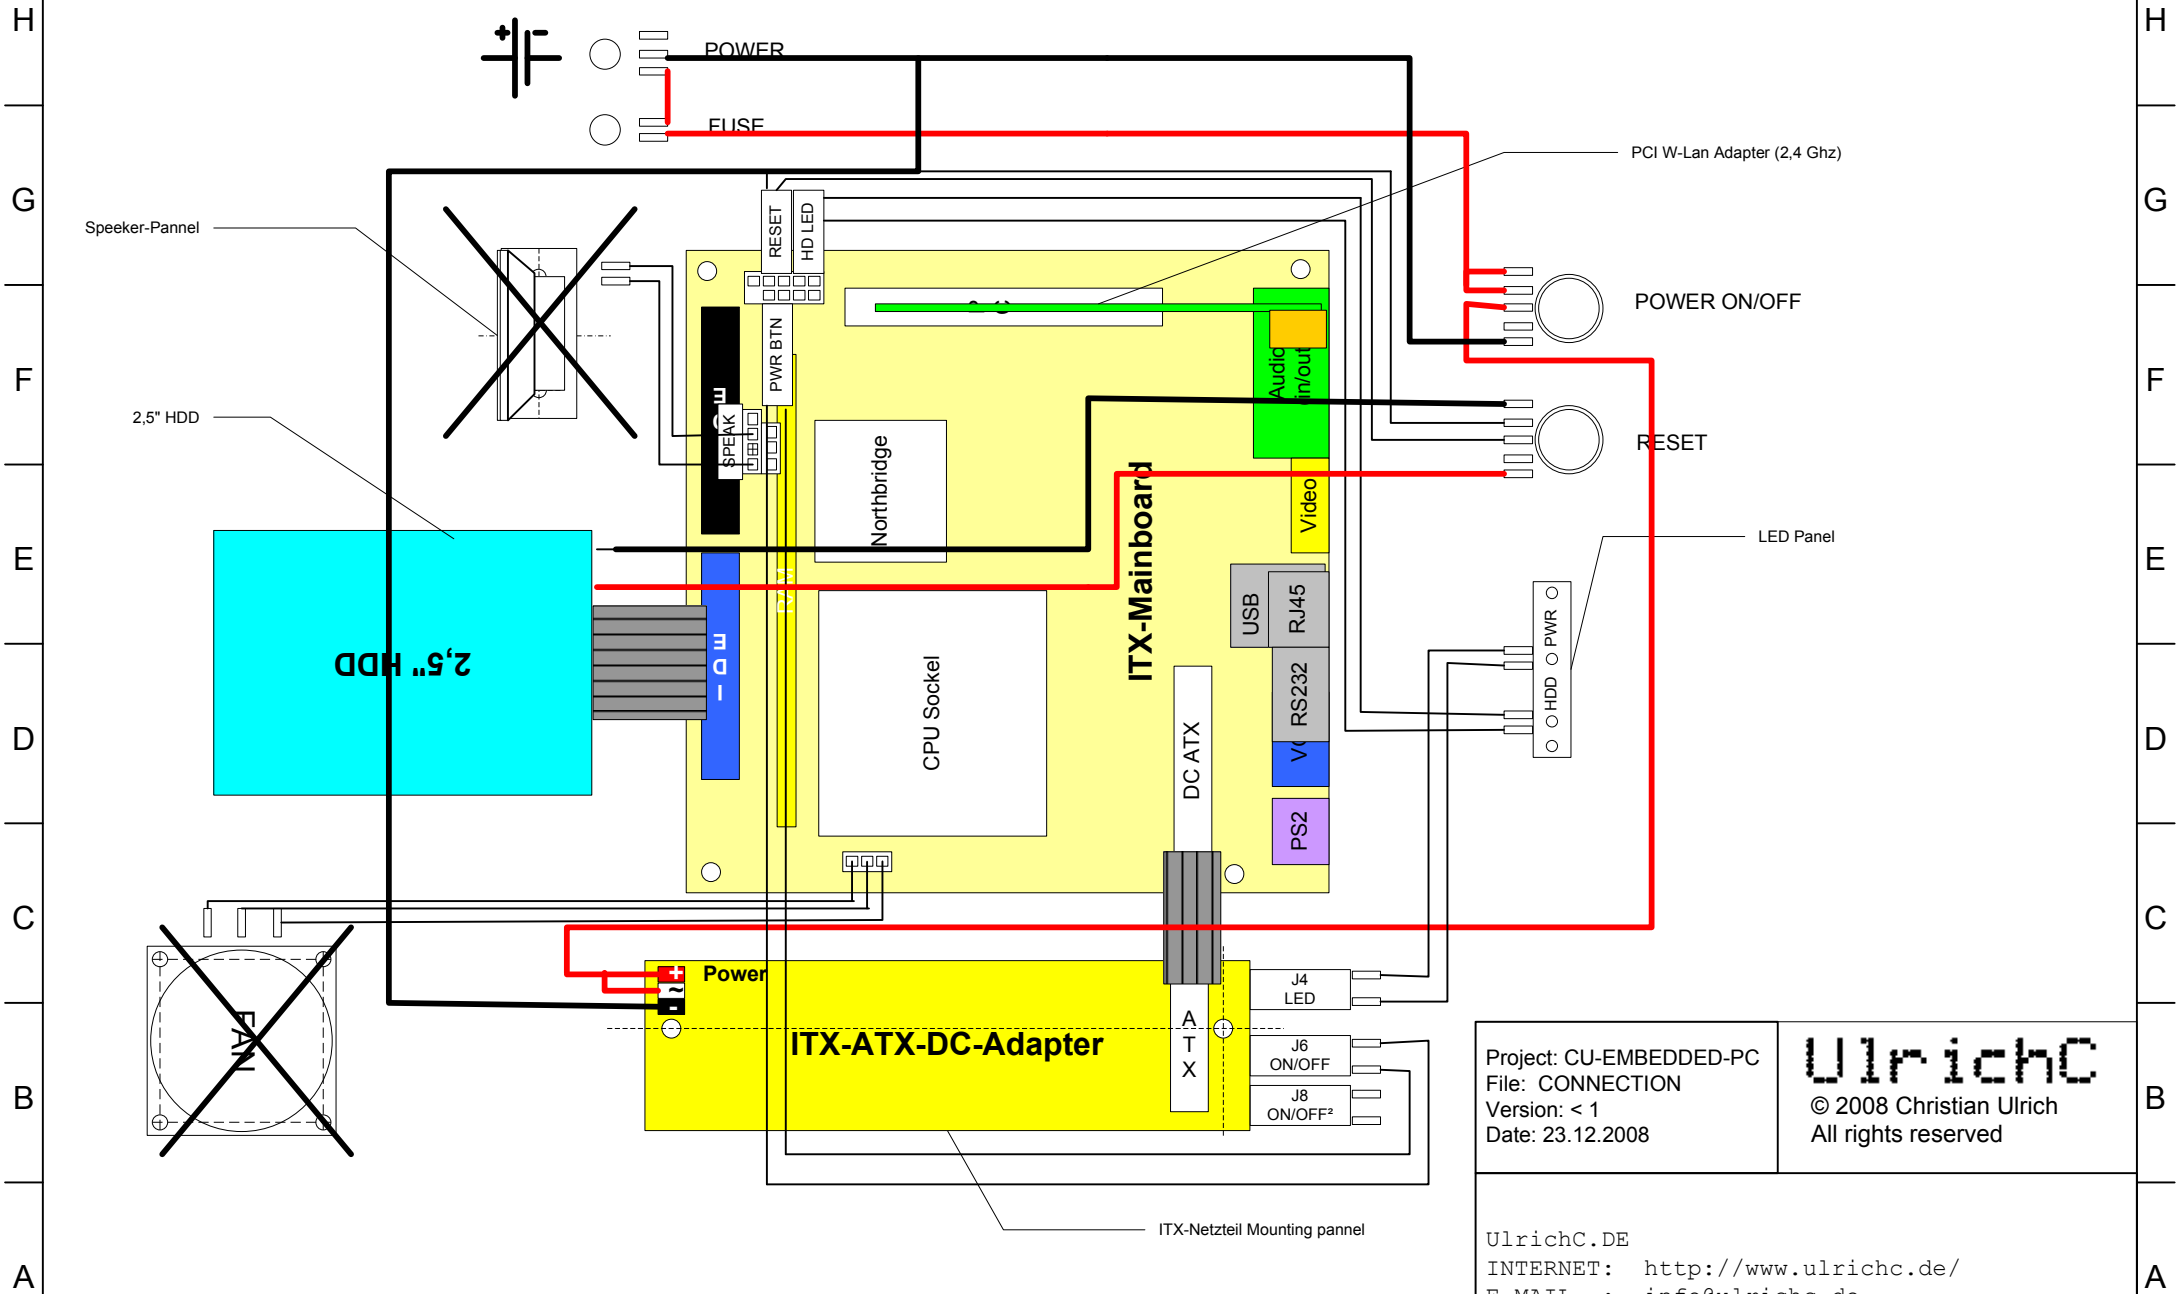 H
H
+ -
POWER
FUSE
PCI W-Lan Adapter (2,4 Ghz)
G
G
Speeker-Pannel
RESET
HD LED
POWER ON/OFF
PWR BTN
Audio
in/out
F
F
2,5" HDD
SPEAK
Northbridge
RESET
Video
ITX-Mainboard
LED Panel
E
E
RAM
USB
RJ45
PWR
HDD
2,5" HDD
IDE
CPU Sockel
RS232
DC ATX
D
D
PS2
C
C
+
~
-
Power
J4
LED
FAN
ITX-ATX-DC-Adapter
ATX
J6
ON/OFF
J8
ON/OFF²
B
B
Project: CU-EMBEDDED-PC
File: CONNECTION
Version: < 1
Date: 23.12.2008
UlrichC
© 2008 Christian Ulrich
All rights reserved
ITX-Netzteil Mounting pannel
UlrichC.DE
INTERNET: http://www.ulrichc.de/
A
A